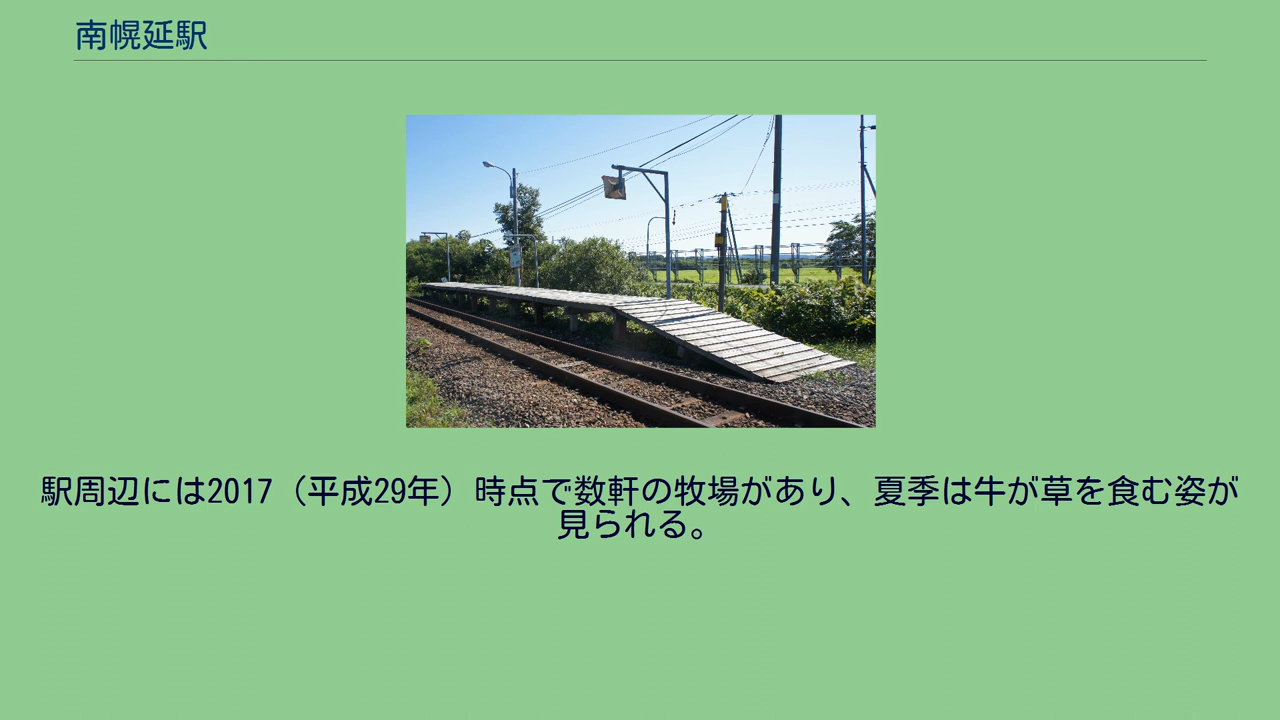 南幌延駅
駅周辺には2017（平成29年）時点で数軒の牧場があり、夏季は牛が草を食む姿が
見られる。